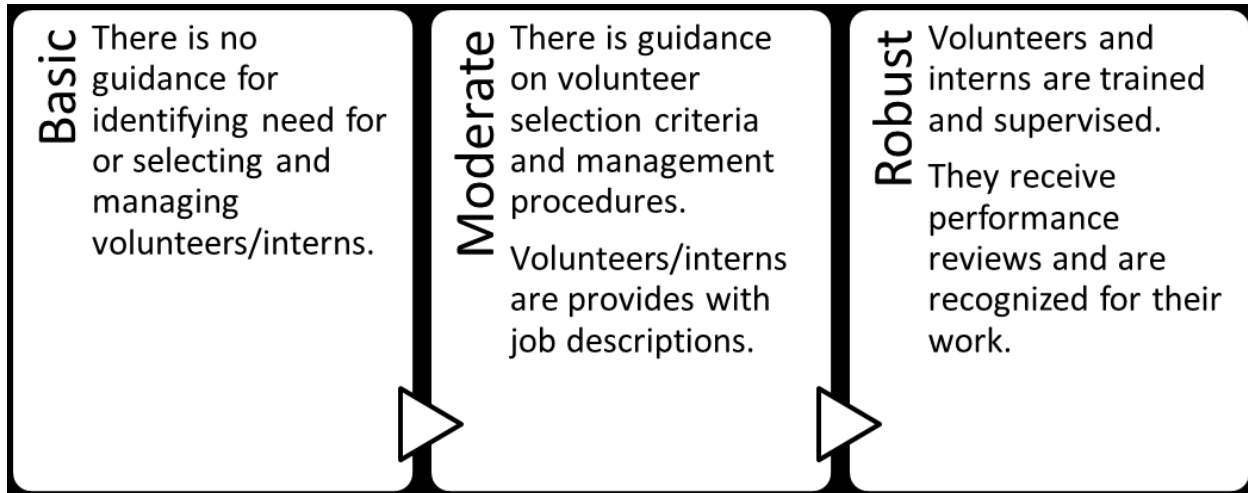 Basic
There is no
guidance for
identifying need for
or selecting and
managing
volunteers/interns.
Moderate
There is guidance
on volunteer
selection criteria
and management
procedures.
Volunteers/interns
are provides with
job descriptions.
Robust
Volunteers and
interns are trained
and supervised.
They receive
performance
reviews and are
recognized for their
work.